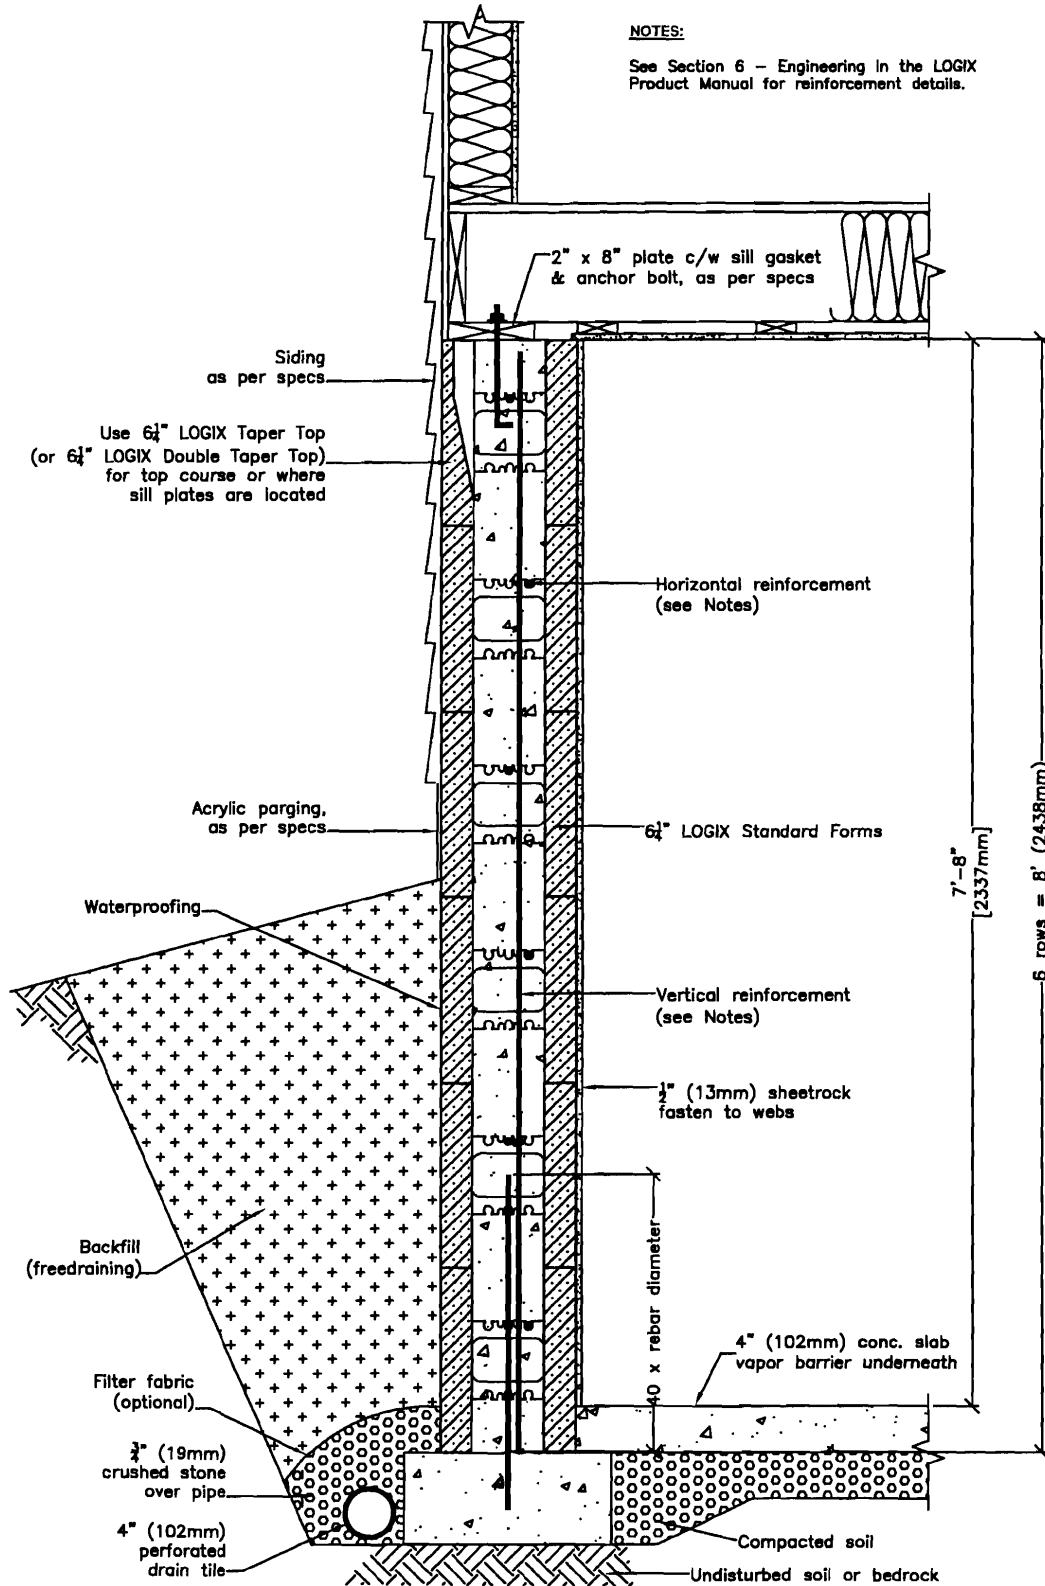 NOTES:
See Section 6 – Engineering in the LOGIX
Product Manual for reinforcement details.
2" x 8" plate c/w sill gasket
& anchor bolt, as per specs
Siding
as per specs
Use 6¼" LOGIX Taper Top
(or 6¼" LOGIX Double Taper Top)
for top course or where
sill plates are located
Horizontal reinforcement
(see Notes)
Acrylic parging,
as per specs
6¼" LOGIX Standard Forms
7'-8"
[2337mm]
6 rows = 8' (2438mm)
Waterproofing
Vertical reinforcement
(see Notes)
½" (13mm) sheetrock
fasten to webs
Backfill
(freedraining)
40 x rebar diameter
4" (102mm) conc. slab
vapor barrier underneath
Filter fabric
(optional)
¾" (19mm)
crushed stone
over pipe
4" (102mm)
perforated
drain tile
Compacted soil
Undisturbed soil or bedrock